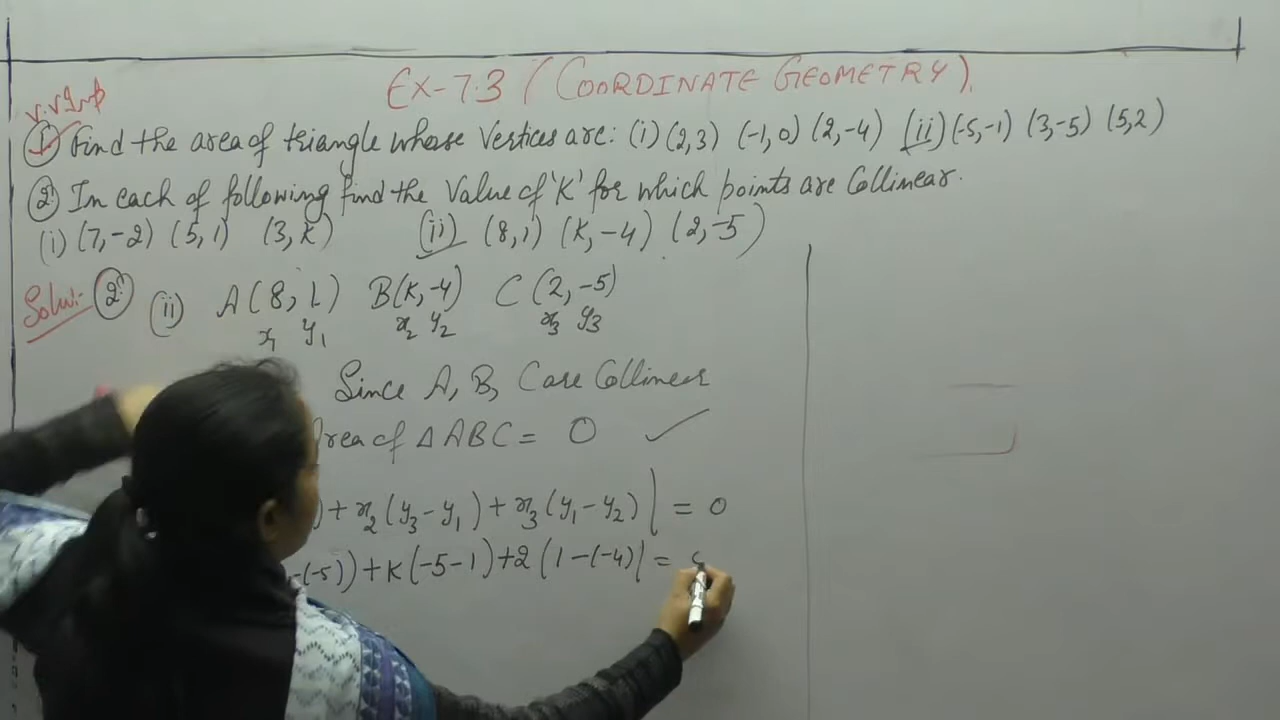 EX-7.3 (COORDINATE GEOMETRY).
V.VImp
① Find the area of triangle whose vertices are: (i) (2,3) (-1,0) (2,-4) (ii) (-5,-1) (3,-5) (5,2)
② In each of following find the value of 'K' for which points are Collinear.
(i) (7,-2) (5,1) (3,K) (ii) (8,1) (K,-4) (2,-5)
Solu:- ② (ii) A(8,1) B(K,-4) C(2,-5)
x₁ y₁ x₂ y₂ x₃ y₃
Since A, B, C are Collinear
Area of △ABC = 0 ✓
) + x₂(y₃-y₁) + x₃(y₁-y₂)| = 0
-(-5)) + K(-5-1) + 2(1-(-4)| =